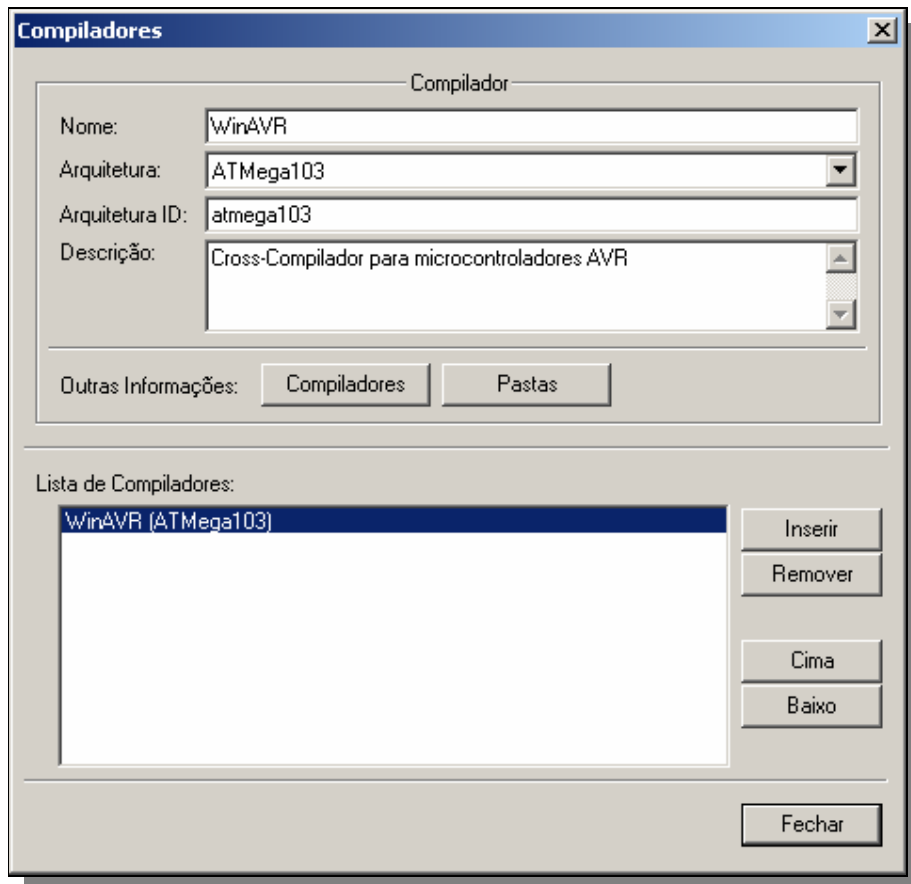 Compiladores
Compilador
Nome: WinAVR
Arquitetura: ATMega103
Arquitetura ID: atmega103
Descrição: Cross-Compilador para microcontroladores AVR
Outras Informações: Compiladores Pastas
Lista de Compiladores:
WinAVR (ATMega103)
Inserir
Remover
Cima
Baixo
Fechar